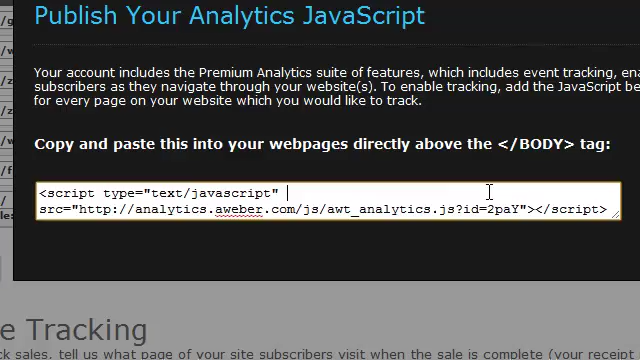 Publish Your Analytics JavaScript
Your account includes the Premium Analytics suite of features, which includes event tracking, ena
subscribers as they navigate through your website(s). To enable tracking, add the JavaScript be
for every page on your website which you would like to track.
Copy and paste this into your webpages directly above the </BODY> tag:
<script type="text/javascript"
src="http://analytics.aweber.com/js/awt_analytics.js?id=2paY"></script>
e Tracking
ck sales, tell us what page of your site subscribers visit when the sale is complete (your receipt